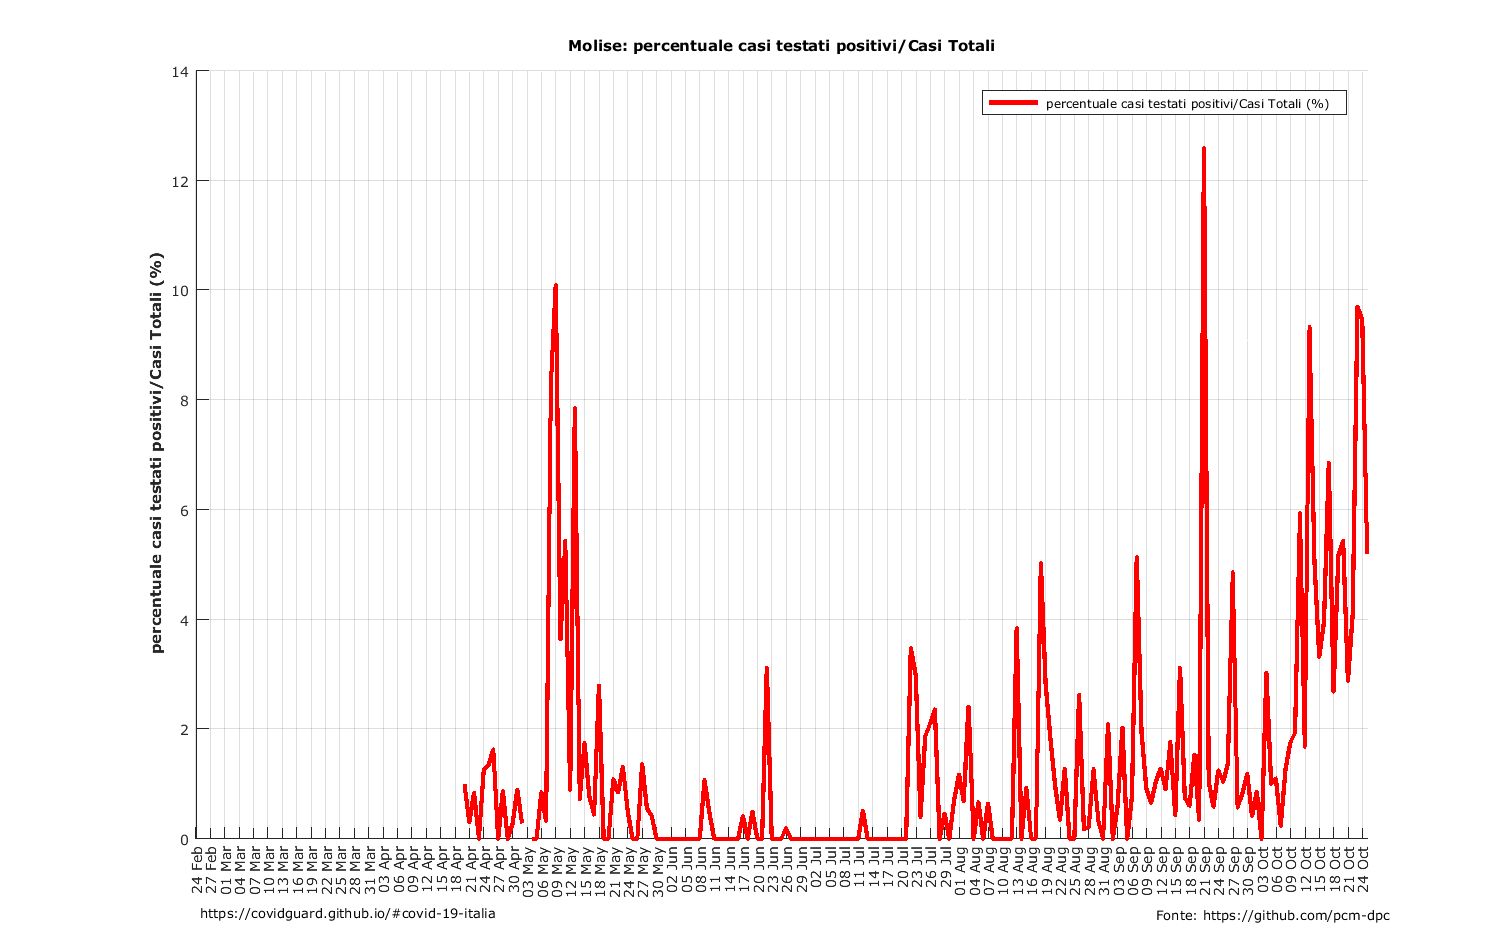 Molise: percentuale casi testati positivi/Casi Totali
percentuale casi testati positivi/Casi Totali (%)
percentuale casi testati positivi/Casi Totali (%)
14
12
10
8
6
4
2
0
24 Feb
27 Feb
01 Mar
04 Mar
07 Mar
10 Mar
13 Mar
16 Mar
19 Mar
22 Mar
25 Mar
28 Mar
31 Mar
03 Apr
06 Apr
09 Apr
12 Apr
15 Apr
18 Apr
21 Apr
24 Apr
27 Apr
30 Apr
03 May
06 May
09 May
12 May
15 May
18 May
21 May
24 May
27 May
30 May
02 Jun
05 Jun
08 Jun
11 Jun
14 Jun
17 Jun
20 Jun
23 Jun
26 Jun
29 Jun
02 Jul
05 Jul
08 Jul
11 Jul
14 Jul
17 Jul
20 Jul
23 Jul
26 Jul
29 Jul
01 Aug
04 Aug
07 Aug
10 Aug
13 Aug
16 Aug
19 Aug
22 Aug
25 Aug
28 Aug
31 Aug
03 Sep
06 Sep
09 Sep
12 Sep
15 Sep
18 Sep
21 Sep
24 Sep
27 Sep
30 Sep
03 Oct
06 Oct
09 Oct
12 Oct
15 Oct
18 Oct
21 Oct
24 Oct
https://covidguard.github.io/#covid-19-italia
Fonte: https://github.com/pcm-dpc